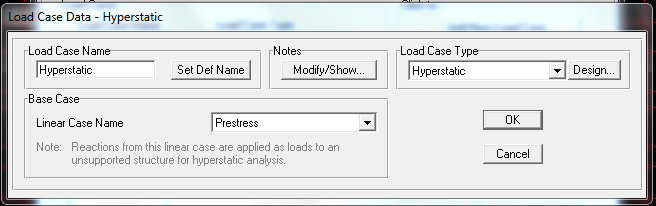 Load Case Data - Hyperstatic
Load Case Name
Hyperstatic
Set Def Name
Notes
Modify/Show...
Load Case Type
Hyperstatic
Design...
Base Case
Linear Case Name
Prestress
Note: Reactions from this linear case are applied as loads to an
unsupported structure for hyperstatic analysis.
OK
Cancel